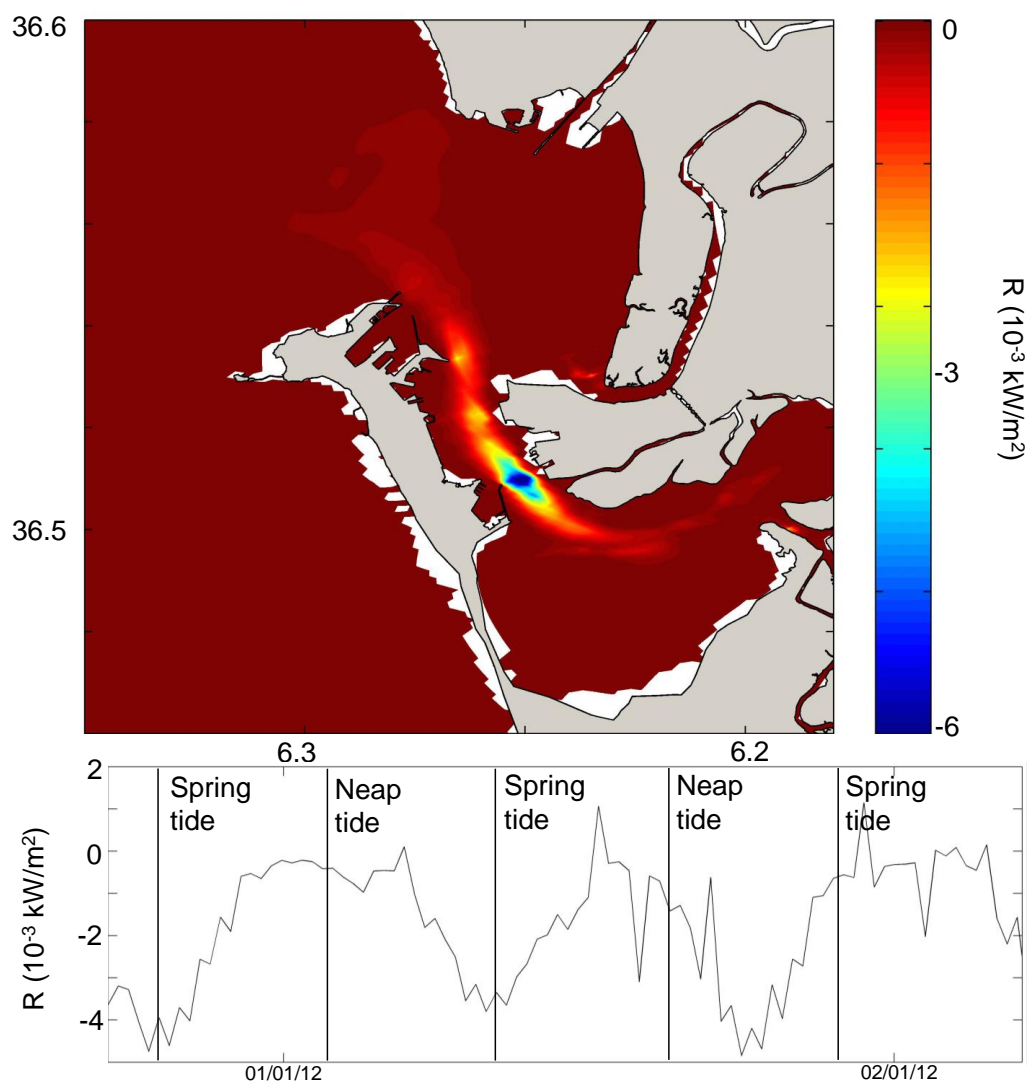 36.6
36.5
6.3
6.2
0
-3
-6
R (10-3 kW/m2)
2
0
-2
-4
R (10-3 kW/m2)
Spring
tide
Neap
tide
Spring
tide
Neap
tide
Spring
tide
01/01/12
02/01/12